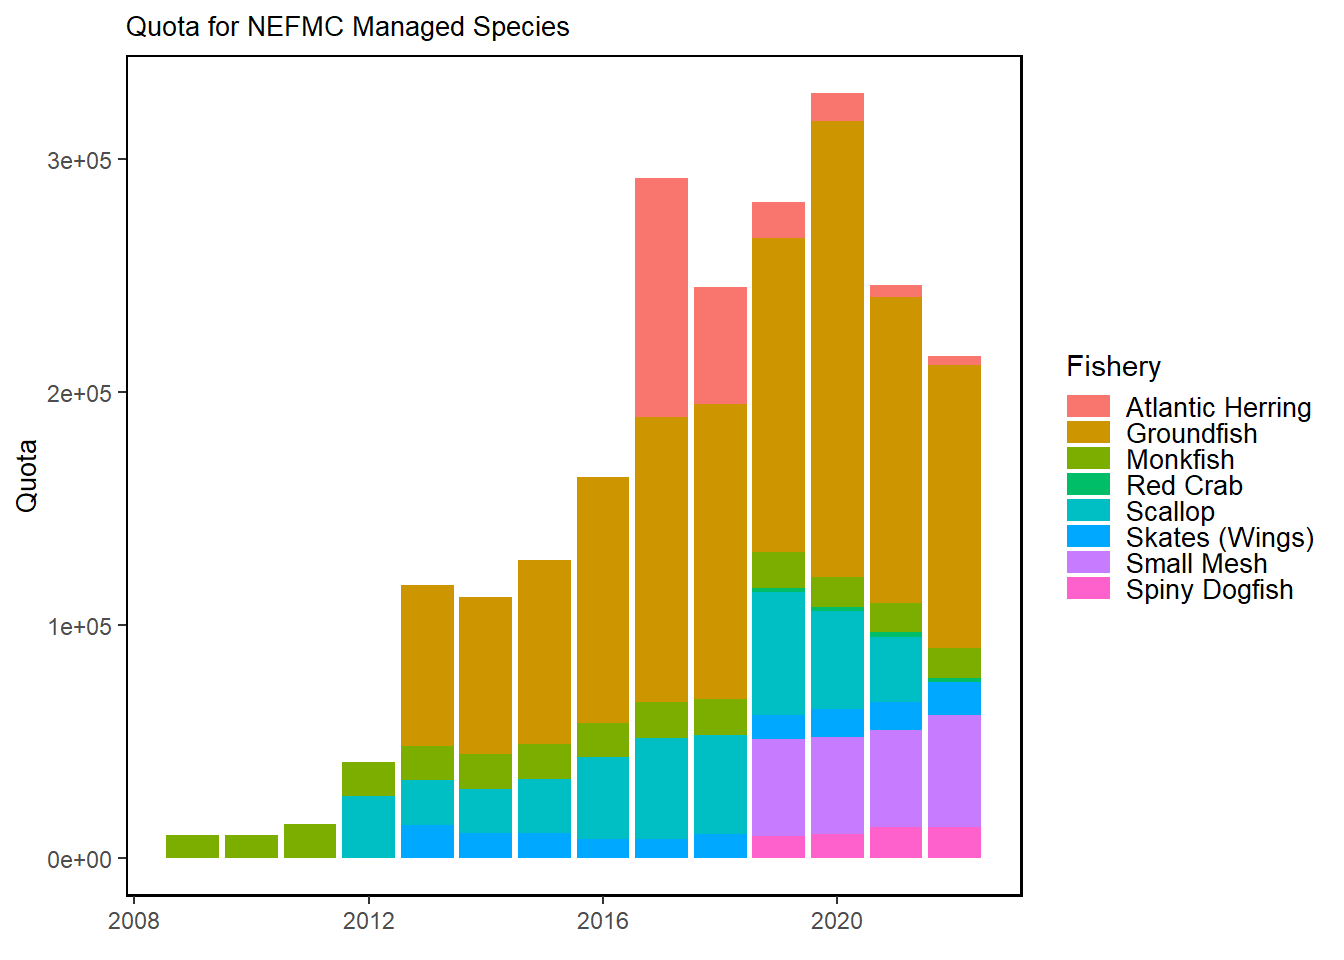 Quota for NEFMC Managed Species
3e+05
2e+05
1e+05
0e+00
Quota
2008
2012
2016
2020
Fishery
Atlantic Herring
Groundfish
Monkfish
Red Crab
Scallop
Skates (Wings)
Small Mesh
Spiny Dogfish